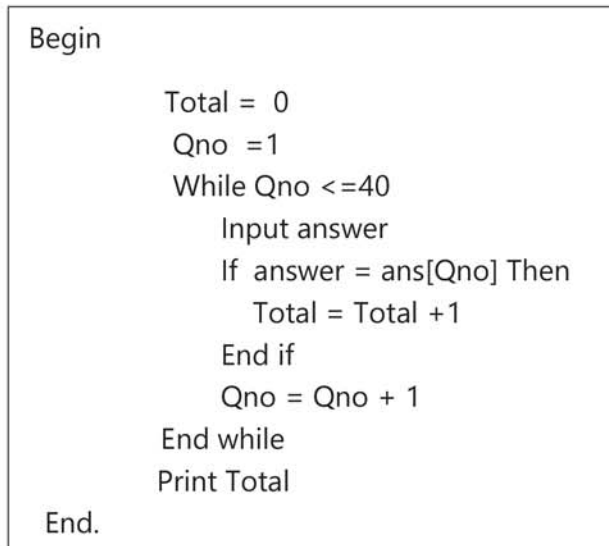 Begin
Total = 0
Qno =1
While Qno <=40
Input answer
If answer = ans[Qno] Then
Total = Total +1
End if
Qno = Qno + 1
End while
Print Total
End.